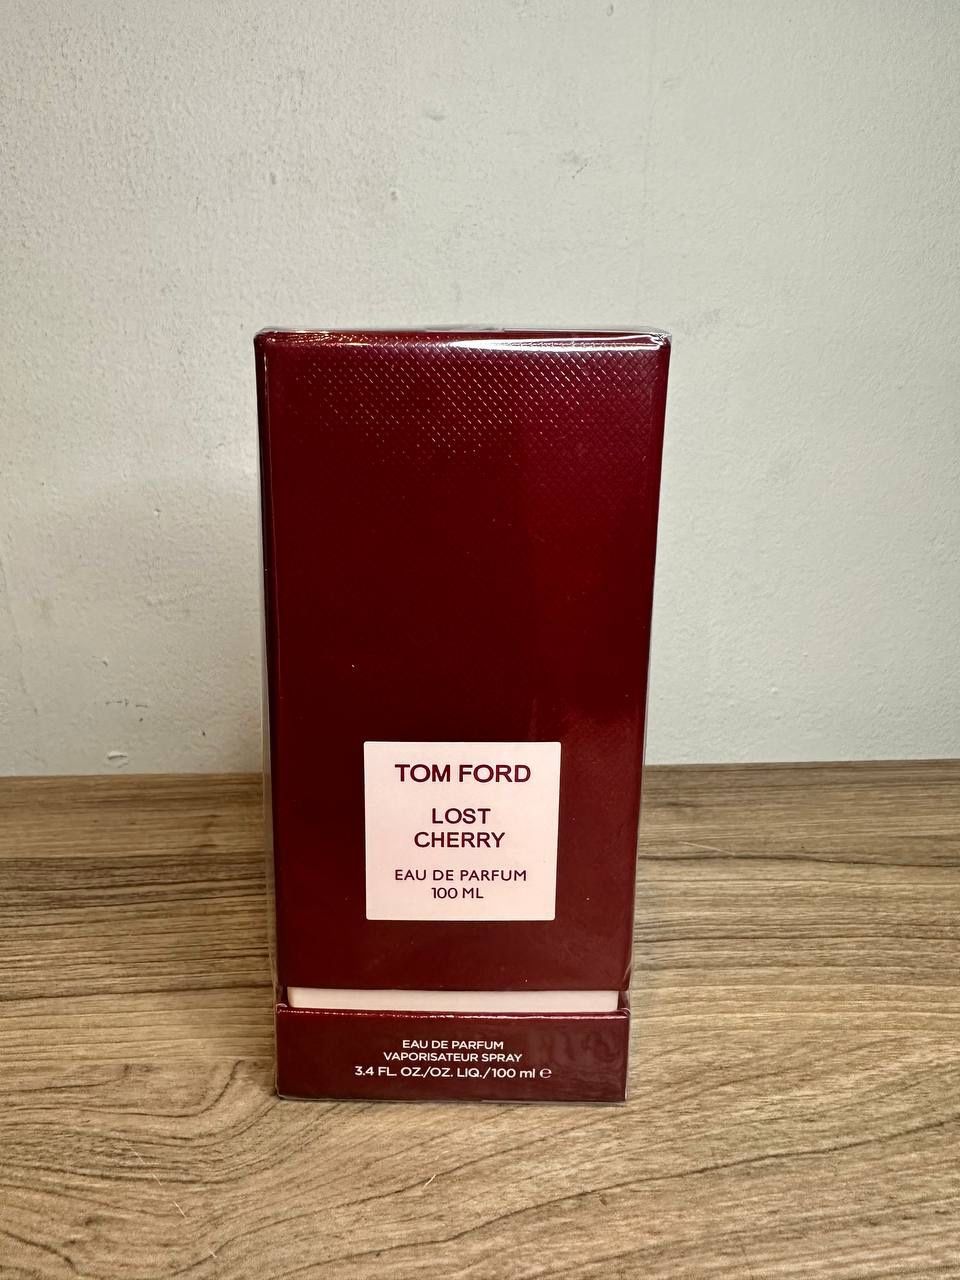 TOM FORD
LOST
CHERRY
EAU DE PARFUM
100 ML
EAU DE PARFUM
VAPORISATEUR SPRAY
3.4 FL. OZ./OZ. LIQ./100 ml ℮